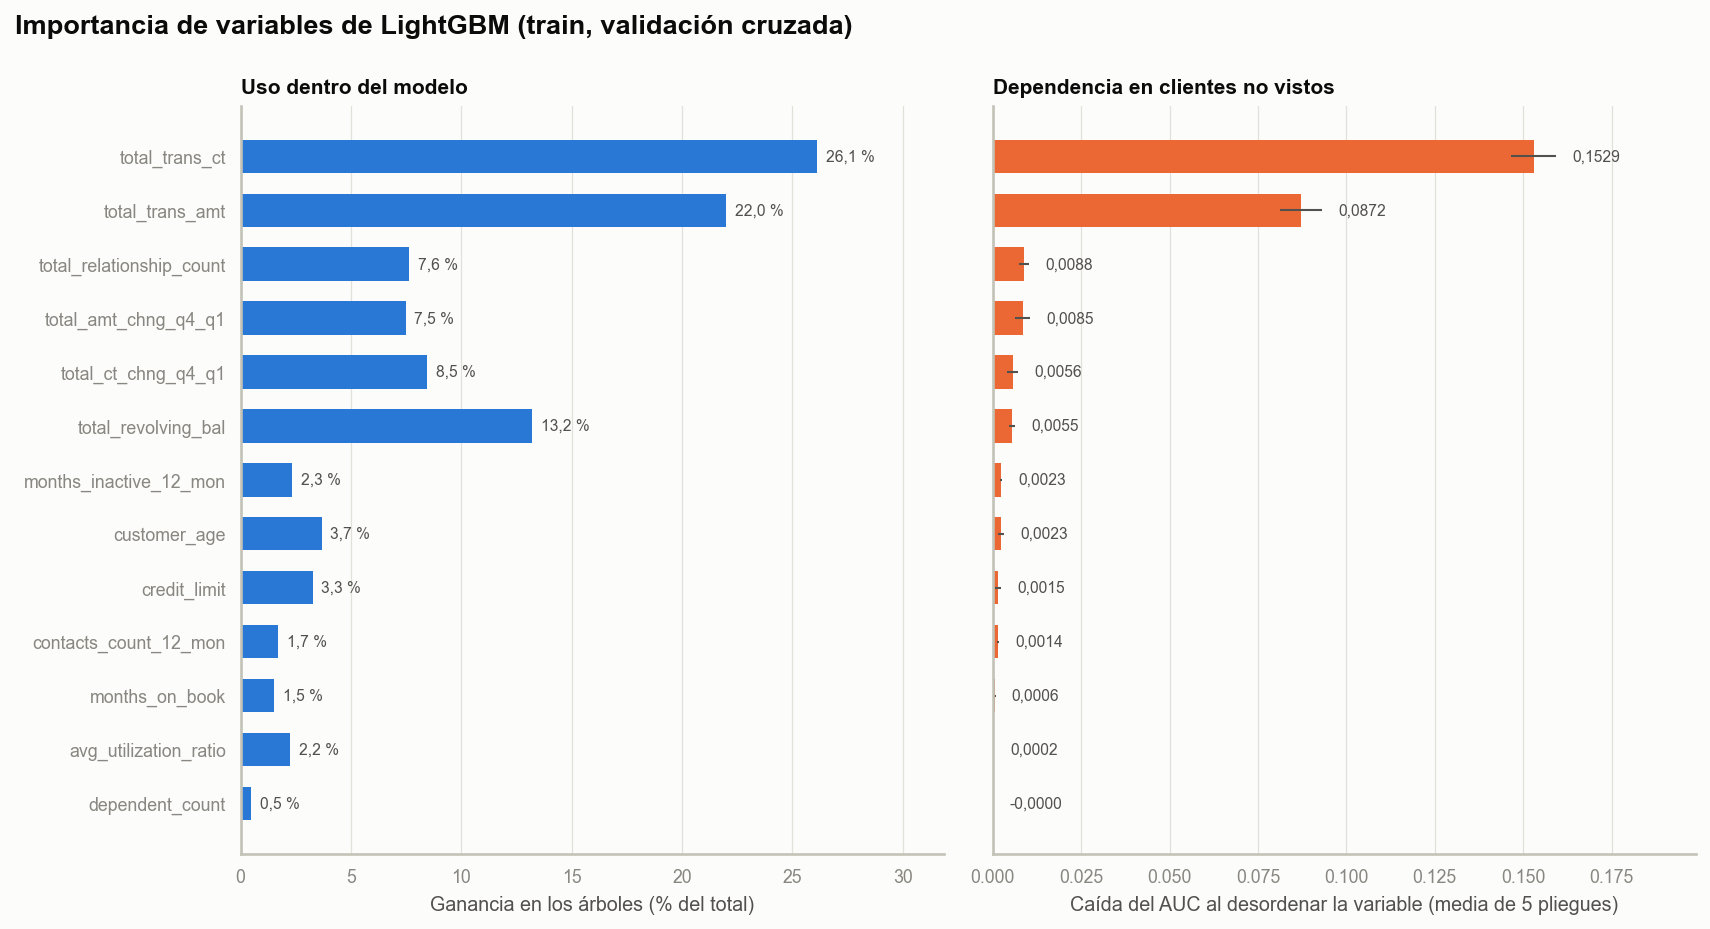 Importancia de variables de LightGBM (train, validación cruzada)
Uso dentro del modelo
total_trans_ct
26,1 %
total_trans_amt
22,0 %
total_relationship_count
7,6 %
total_amt_chng_q4_q1
7,5 %
total_ct_chng_q4_q1
8,5 %
total_revolving_bal
13,2 %
months_inactive_12_mon
2,3 %
customer_age
3,7 %
credit_limit
3,3 %
contacts_count_12_mon
1,7 %
months_on_book
1,5 %
avg_utilization_ratio
2,2 %
dependent_count
0,5 %
0 5 10 15 20 25 30
Ganancia en los árboles (% del total)
Dependencia en clientes no vistos
0,1529
0,0872
0,0088
0,0085
0,0056
0,0055
0,0023
0,0023
0,0015
0,0014
0,0006
0,0002
-0,0000
0.000 0.025 0.050 0.075 0.100 0.125 0.150 0.175
Caída del AUC al desordenar la variable (media de 5 pliegues)